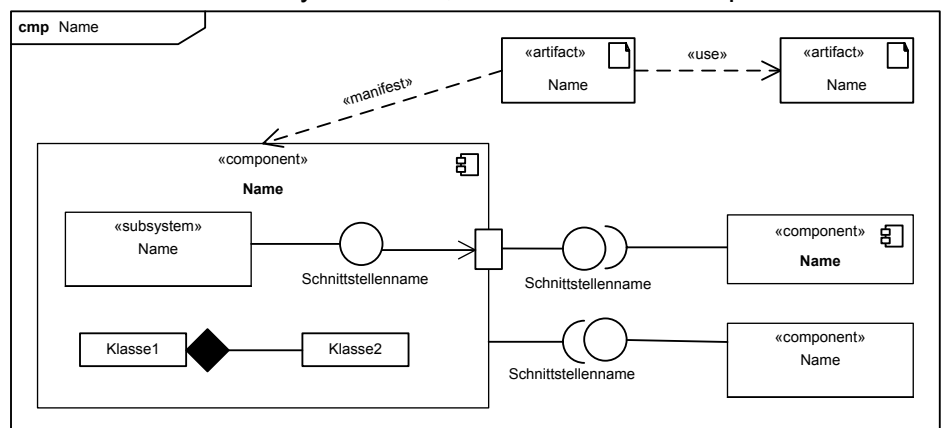 cmp Name
«artifact»
Name
«use»
«artifact»
Name
«manifest»
«component»
Name
«subsystem»
Name
Schnittstellenname
Schnittstellenname
«component»
Name
Klasse1
Klasse2
Schnittstellenname
«component»
Name